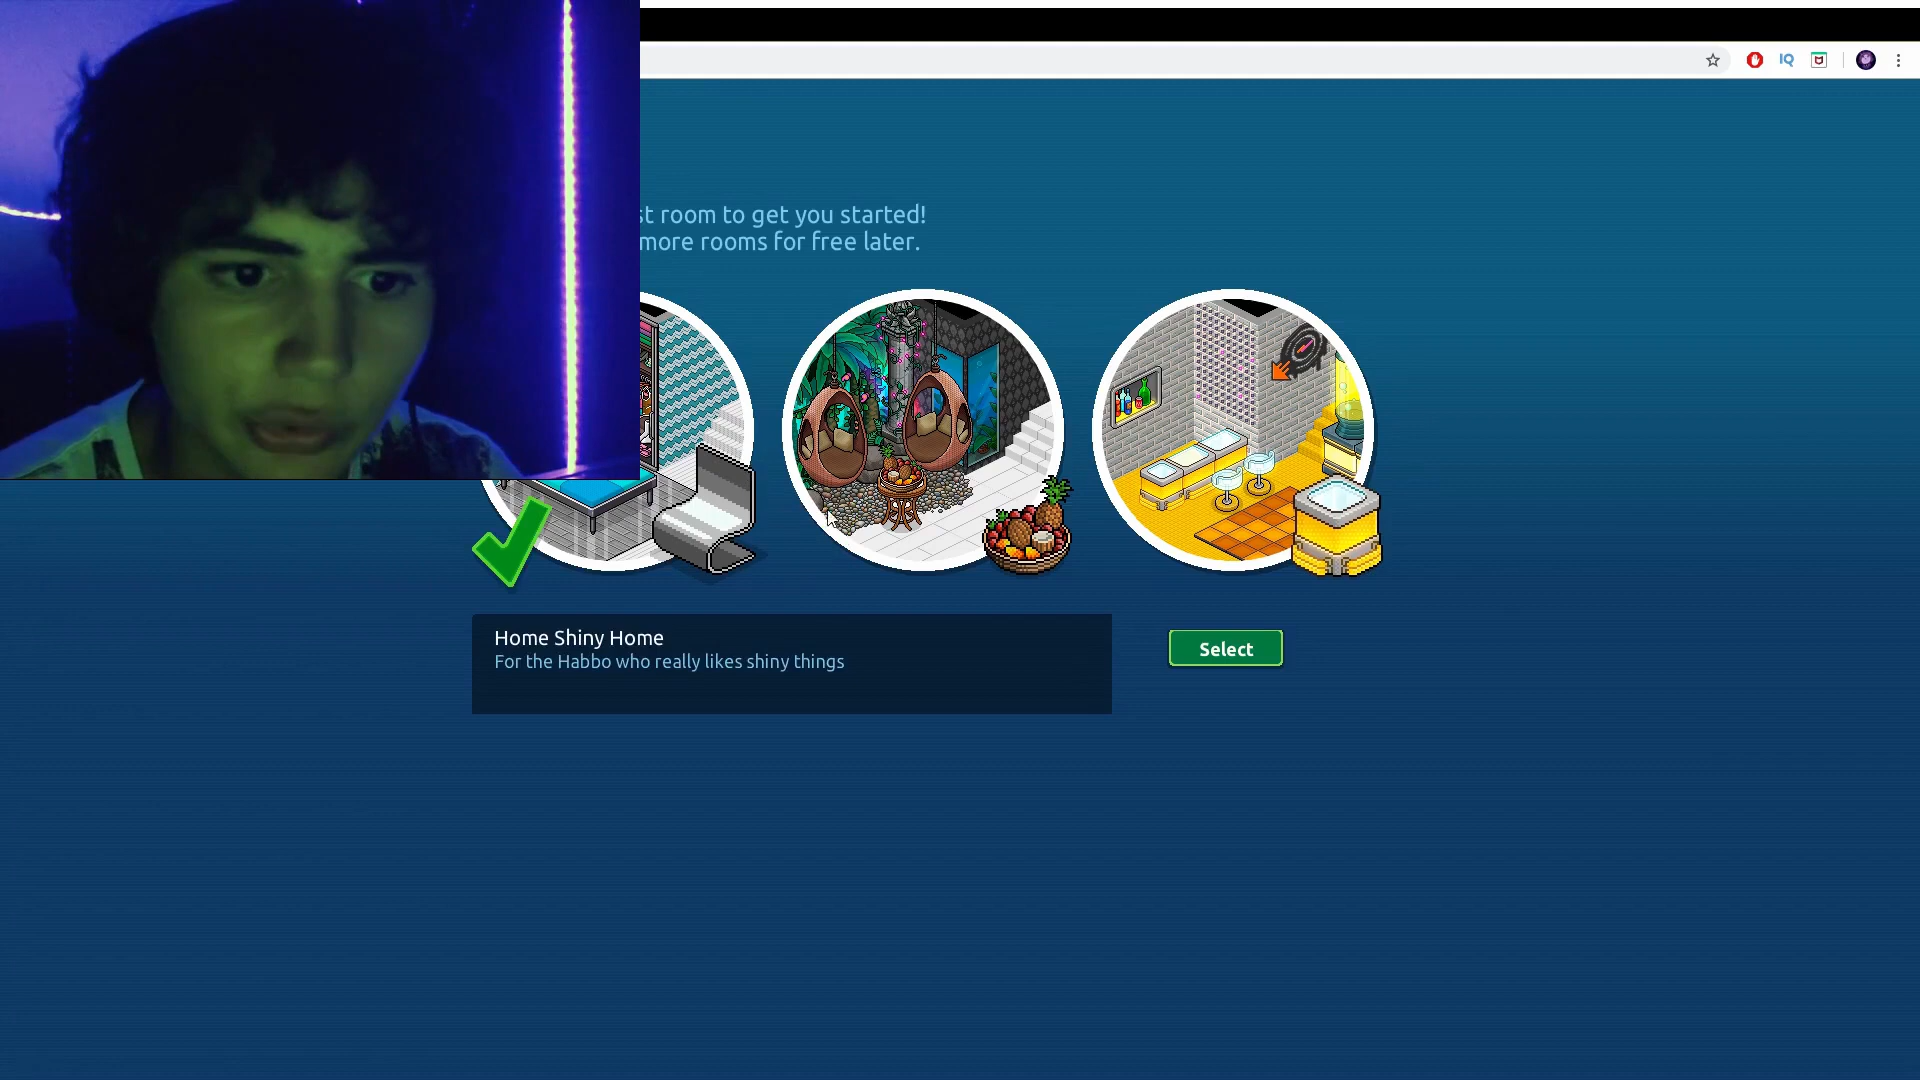 IQ
room to get you started!
more rooms for free later.
Home Shiny Home
For the Habbo who really likes shiny things
Select